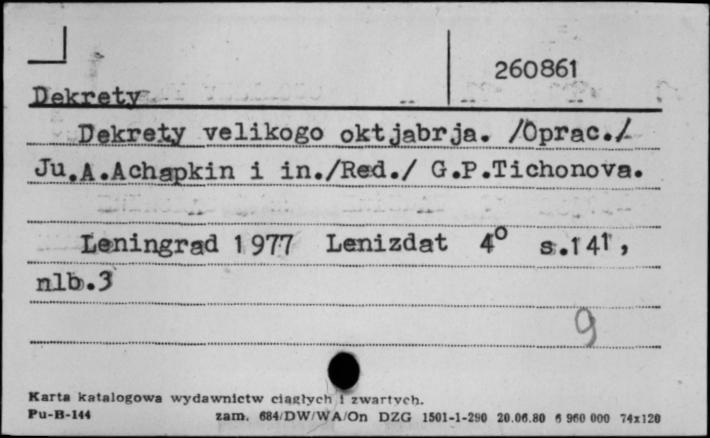 260861
Dekrety
Dekrety velikogo oktjabrja. /Oprac./
Ju.A.Achapkin i in./Red./ G.P.Tichonova.
Leningrad 1977 Lenizdat 4° s.141,
nlb.3
9
Karta katalogowa wydawnictw ciągłych i zwartych.
Pu-B-144 zam. 684/DW/WA/On DZG 1501-1-290 20.06.80 6 960 000 74x120